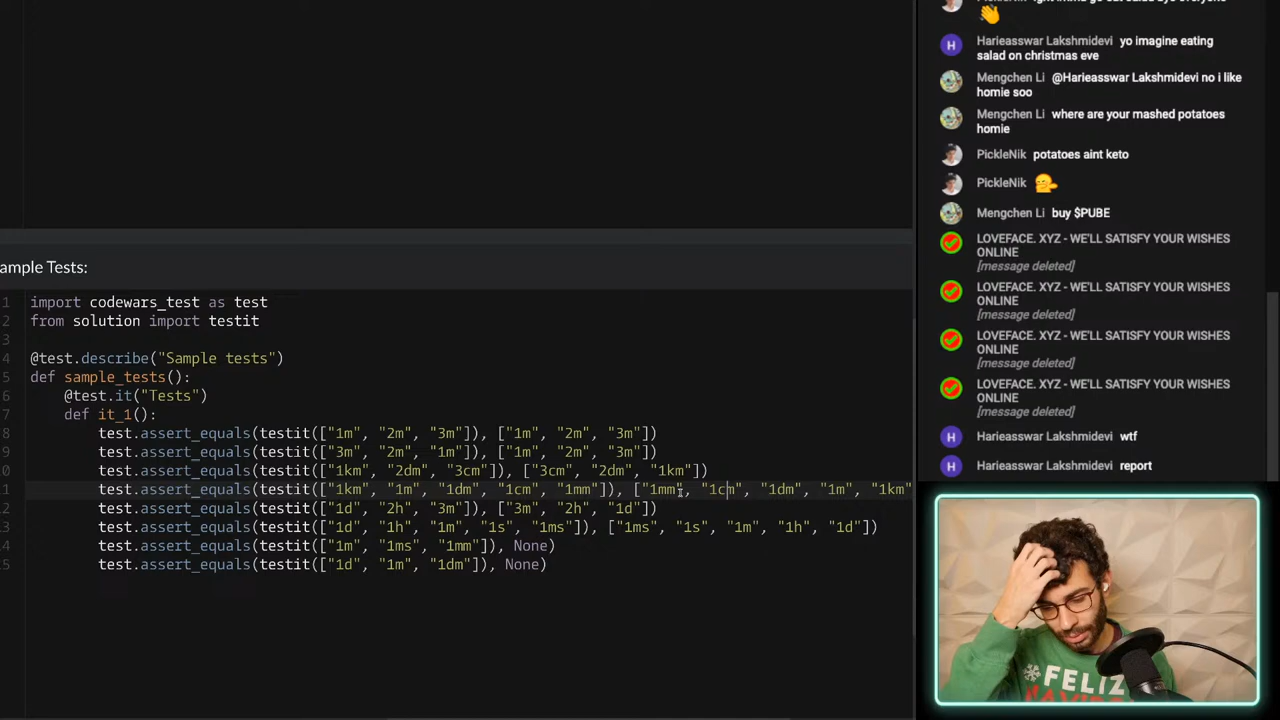 ample Tests:
1 import codewars_test as test
2 from solution import testit
3
4 @test.describe("Sample tests")
5 def sample_tests():
6 @test.it("Tests")
7 def it_1():
8 test.assert_equals(testit(["1m", "2m", "3m"]), ["1m", "2m", "3m"])
9 test.assert_equals(testit(["3m", "2m", "1m"]), ["1m", "2m", "3m"])
0 test.assert_equals(testit(["1km", "2dm", "3cm"]), ["3cm", "2dm", "1km"])
1 test.assert_equals(testit(["1km", "1m", "1dm", "1cm", "1mm"]), ["1mm", "1cm", "1dm", "1m", "1km"
2 test.assert_equals(testit(["1d", "2h", "3m"]), ["3m", "2h", "1d"])
3 test.assert_equals(testit(["1d", "1h", "1m", "1s", "1ms"]), ["1ms", "1s", "1m", "1h", "1d"])
4 test.assert_equals(testit(["1m", "1ms", "1mm"]), None)
5 test.assert_equals(testit(["1d", "1m", "1dm"]), None)
👋
H Harieasswar Lakshmidevi yo imagine eating
salad on christmas eve
Mengchen Li @Harieasswar Lakshmidevi no i like
homie soo
Mengchen Li where are your mashed potatoes
homie
PickleNik potatoes aint keto
PickleNik
Mengchen Li buy $PUBE
LOVEFACE. XYZ - WE'LL SATISFY YOUR WISHES
ONLINE
[message deleted]
LOVEFACE. XYZ - WE'LL SATISFY YOUR WISHES
ONLINE
[message deleted]
LOVEFACE. XYZ - WE'LL SATISFY YOUR WISHES
ONLINE
[message deleted]
LOVEFACE. XYZ - WE'LL SATISFY YOUR WISHES
ONLINE
[message deleted]
H Harieasswar Lakshmidevi wtf
H Harieasswar Lakshmidevi report
FELIZ